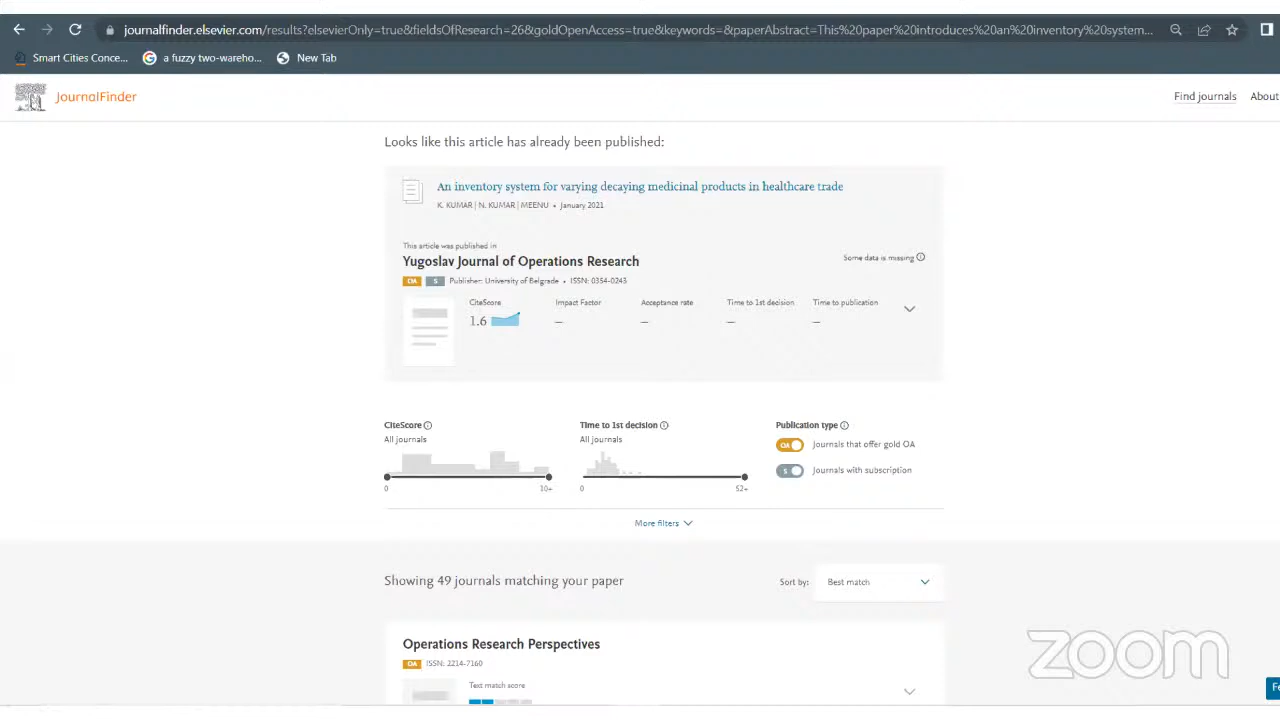 journalfinder.elsevier.com/results?elsevierOnly=true&fieldsOfResearch=26&goldOpenAccess=true&keywords=&paperAbstract=This%20paper%20introduces%20an%20inventory%20system...
Smart Cities Conce... a fuzzy two-wareho... New Tab
JournalFinder Find journals About
Looks like this article has already been published:
An inventory system for varying decaying medicinal products in healthcare trade
K. KUMAR | N. KUMAR | MEENU • January 2021
This article was published in
Yugoslav Journal of Operations Research Some data is missing
OA S Publisher: University of Belgrade • ISSN: 0354-0243
CiteScore Impact Factor Acceptance rate Time to 1st decision Time to publication
1.6 — — — —
CiteScore Time to 1st decision Publication type
All journals All journals OA Journals that offer gold OA
S Journals with subscription
0 10+ 0 52+
More filters
Showing 49 journals matching your paper Sort by: Best match
Operations Research Perspectives
OA ISSN: 2214-7160
Text match score
zoom
Fe